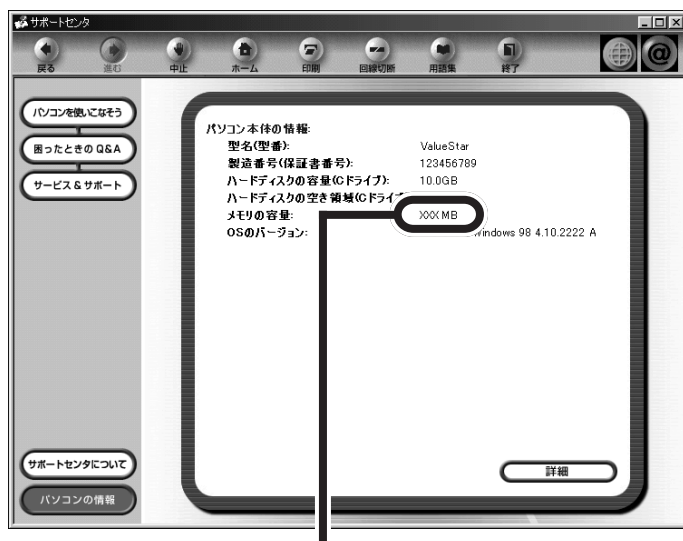 サポートセンタ
戻る 進む 中止 ホーム 印刷 回線切断 用語集 終了 @
パソコンを使いこなそう
困ったときのQ&A
サービス&サポート
パソコン本体の情報:
型名(型番): ValueStar
製造番号(保証書番号): 123456789
ハードディスクの容量(Cドライブ): 10.0GB
ハードディスクの空き領域(Cドライ
メモリの容量: XXX MB
OSのバージョン: indows 98 4.10.2222 A
詳細
サポートセンタについて
パソコンの情報